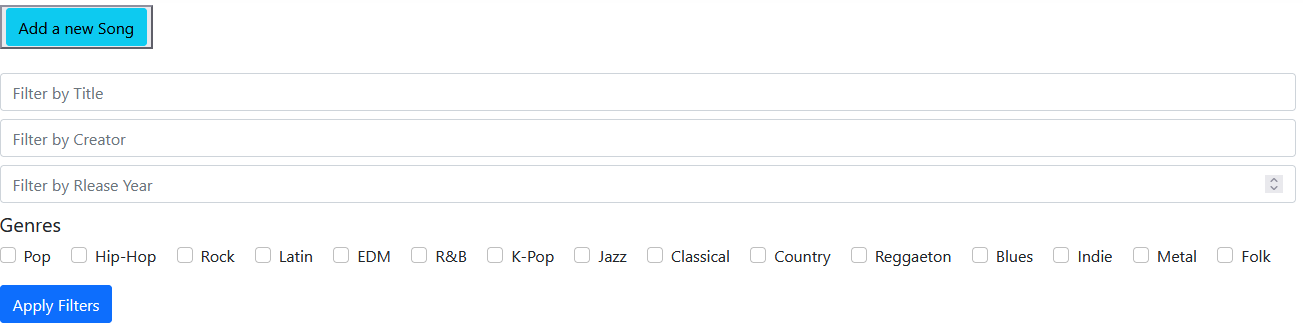 Add a new Song
Filter by Title
Filter by Creator
Filter by Rlease Year
Genres
Pop Hip-Hop Rock Latin EDM R&B K-Pop Jazz Classical Country Reggaeton Blues Indie Metal Folk
Apply Filters